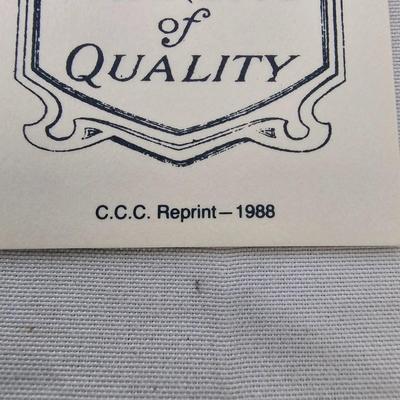 of
QUALITY
C.C.C. Reprint—1988